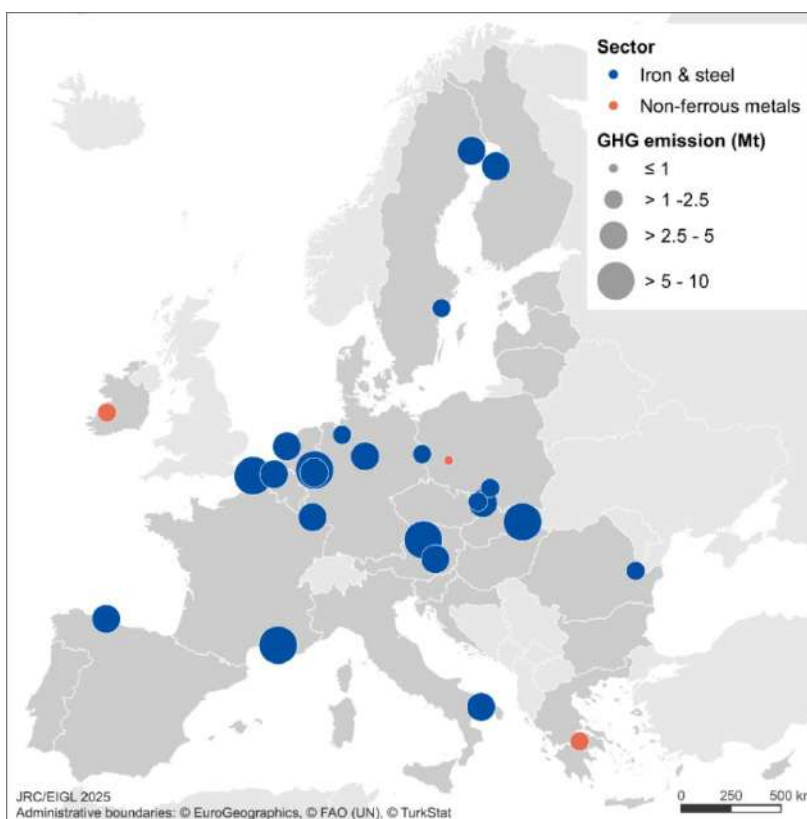 Sector
Iron & steel
Non-ferrous metals
GHG emission (Mt)
≤ 1
> 1 -2.5
> 2.5 - 5
> 5 - 10
JRC/EIGL 2025
Administrative boundaries: © EuroGeographics, © FAO (UN), © TurkStat
0 250 500 km